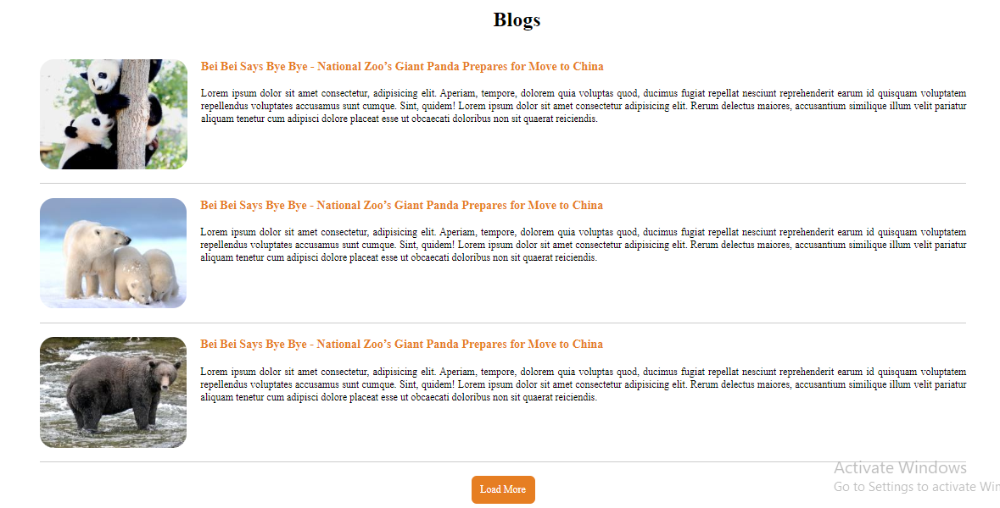 Blogs
Bei Bei Says Bye Bye - National Zoo’s Giant Panda Prepares for Move to China
Lorem ipsum dolor sit amet consectetur, adipisicing elit. Aperiam, tempore, dolorem quia voluptas quod, ducimus fugiat repellat nesciunt reprehenderit earum id quisquam voluptatem
repellendus voluptates accusamus sunt cumque. Sint, quidem! Lorem ipsum dolor sit amet consectetur adipisicing elit. Rerum delectus maiores, accusantium similique illum velit pariatur
aliquam tenetur cum adipisci dolore placeat esse ut obcaecati doloribus non sit quaerat reiciendis.
Bei Bei Says Bye Bye - National Zoo’s Giant Panda Prepares for Move to China
Lorem ipsum dolor sit amet consectetur, adipisicing elit. Aperiam, tempore, dolorem quia voluptas quod, ducimus fugiat repellat nesciunt reprehenderit earum id quisquam voluptatem
repellendus voluptates accusamus sunt cumque. Sint, quidem! Lorem ipsum dolor sit amet consectetur adipisicing elit. Rerum delectus maiores, accusantium similique illum velit pariatur
aliquam tenetur cum adipisci dolore placeat esse ut obcaecati doloribus non sit quaerat reiciendis.
Bei Bei Says Bye Bye - National Zoo’s Giant Panda Prepares for Move to China
Lorem ipsum dolor sit amet consectetur, adipisicing elit. Aperiam, tempore, dolorem quia voluptas quod, ducimus fugiat repellat nesciunt reprehenderit earum id quisquam voluptatem
repellendus voluptates accusamus sunt cumque. Sint, quidem! Lorem ipsum dolor sit amet consectetur adipisicing elit. Rerum delectus maiores, accusantium similique illum velit pariatur
aliquam tenetur cum adipisci dolore placeat esse ut obcaecati doloribus non sit quaerat reiciendis.
Activate Windows
Go to Settings to activate Win
Load More